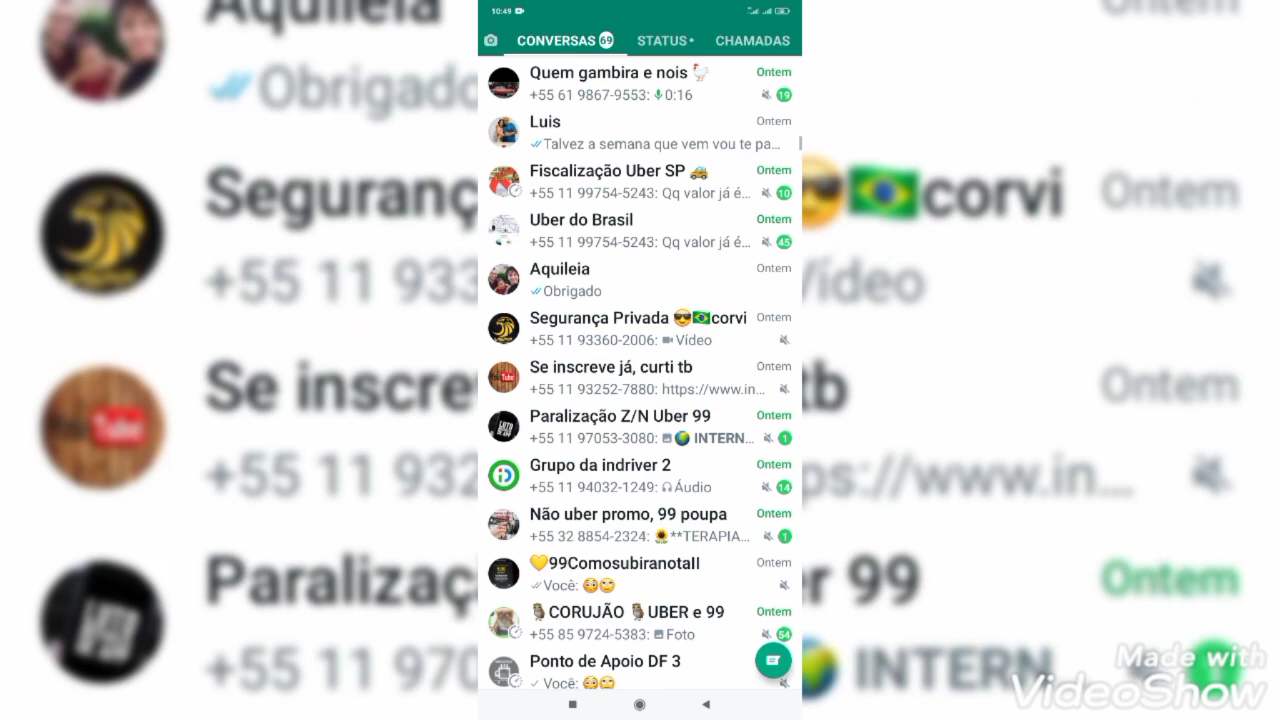 10:49
CONVERSAS 69 STATUS• CHAMADAS
Quem gambira e nois 🐓 Ontem
+55 61 9867-9553: 0:16 19
Luis Ontem
Talvez a semana que vem vou te pa...
Fiscalização Uber SP 🚕 Ontem
+55 11 99754-5243: Qq valor já é... 10
Uber do Brasil Ontem
+55 11 99754-5243: Qq valor já é... 45
Aquileia Ontem
Obrigado
Segurança Privada 😎🇧🇷corvi Ontem
+55 11 93360-2006: Vídeo
Se inscreve já, curti tb Ontem
+55 11 93252-7880: https://www.in...
Paralização Z/N Uber 99 Ontem
+55 11 97053-3080: 🌍 INTERN... 1
Grupo da indriver 2 Ontem
+55 11 94032-1249: Áudio 14
Não uber promo, 99 poupa Ontem
+55 32 8854-2324: 🌻**TERAPIA... 1
💛99Comosubiranotall Ontem
Você: 😳🙄
🦉CORUJÃO 🦉UBER e 99 Ontem
+55 85 9724-5383: Foto 54
Ponto de Apoio DF 3
Você: 😳🙄
Made with
VideoShow